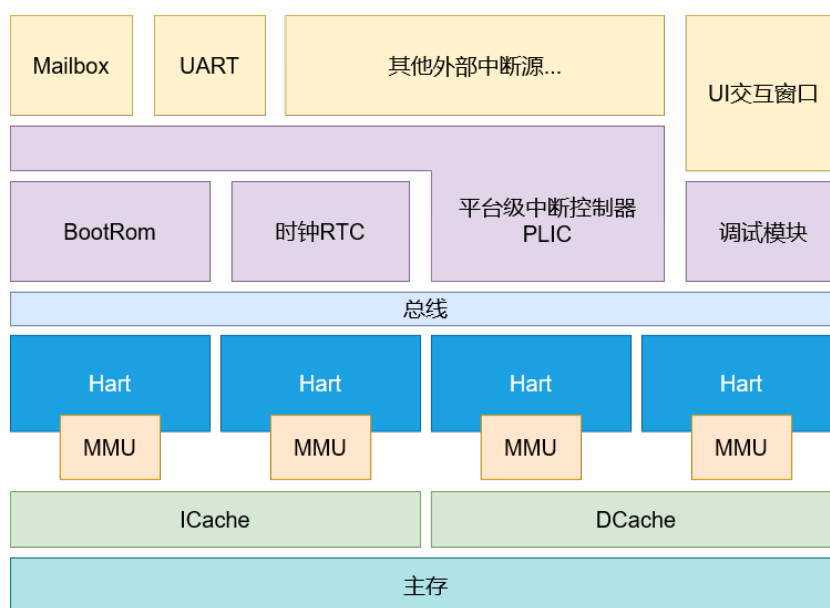 Mailbox
UART
其他外部中断源...
UI交互窗口
BootRom
时钟RTC
平台级中断控制器
PLIC
调试模块
总线
Hart
Hart
Hart
Hart
MMU
MMU
MMU
MMU
ICache
DCache
主存